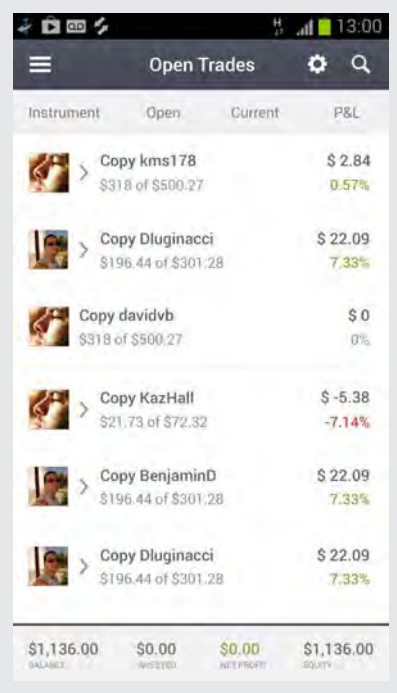 H
13:00
Open Trades
Instrument Open Current P&L
Copy kms178 $ 2.84
$318 of $500.27 0.57%
Copy Dluginacci $ 22.09
$196.44 of $301.28 7.33%
Copy davidvb $ 0
$318 of $500.27 0%
Copy KazHall $ -5.38
$21.73 of $72.32 -7.14%
Copy BenjaminD $ 22.09
$196.44 of $301.28 7.33%
Copy Dluginacci $ 22.09
$196.44 of $301.28 7.33%
$1,136.00 $0.00 $0.00 $1,136.00
BALANCE INVESTED NET PROFIT EQUITY